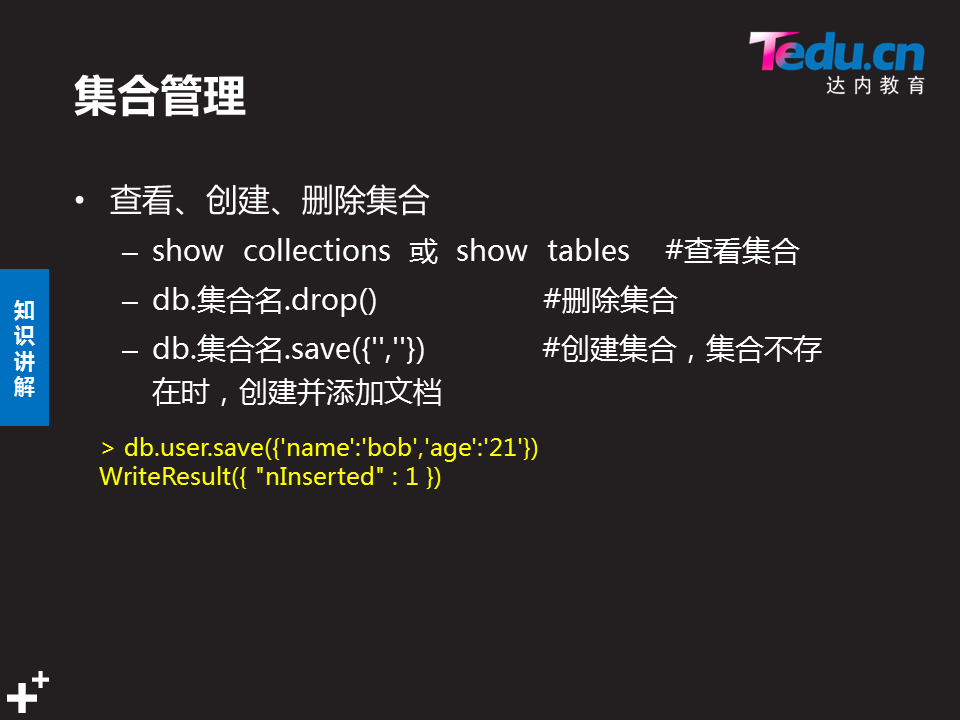 Tedu.cn
达内教育
集合管理
• 查看、创建、删除集合
– show collections 或 show tables #查看集合
– db.集合名.drop() #删除集合
– db.集合名.save({'',''}) #创建集合，集合不存
在时，创建并添加文档
知识讲解
> db.user.save({'name':'bob','age':'21'})
WriteResult({ "nInserted" : 1 })